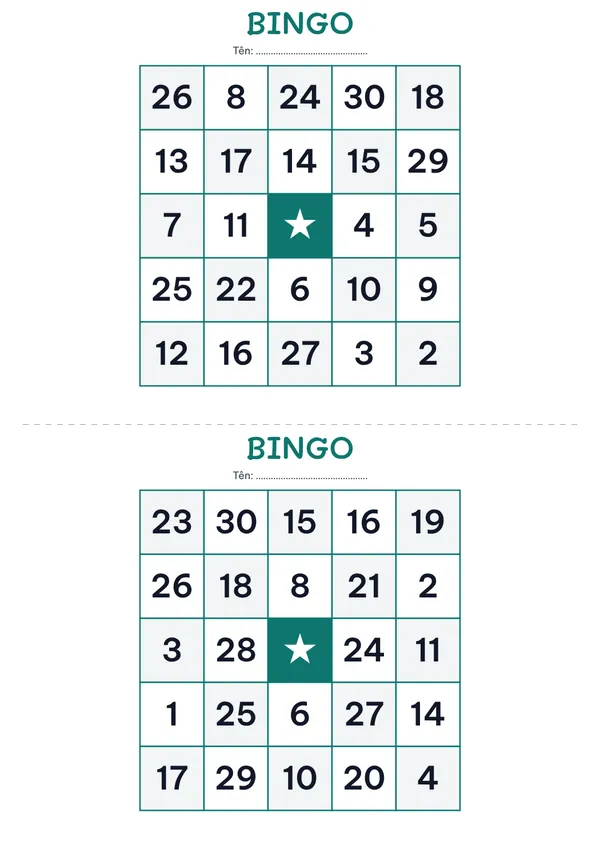 BINGO
Tên: ............................................
26 8 24 30 18
13 17 14 15 29
7 11 4 5
25 22 6 10 9
12 16 27 3 2
BINGO
Tên: ............................................
23 30 15 16 19
26 18 8 21 2
3 28 24 11
1 25 6 27 14
17 29 10 20 4